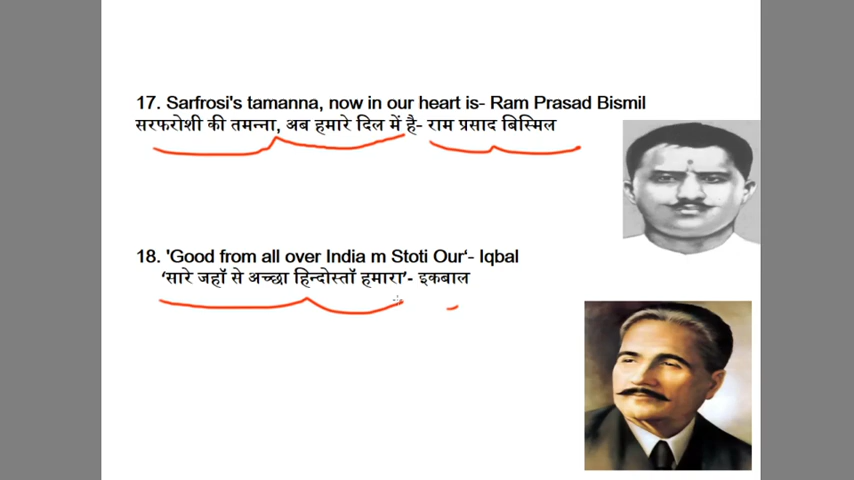 17. Sarfrosi's tamanna, now in our heart is- Ram Prasad Bismil
सरफरोशी की तमन्ना, अब हमारे दिल में है- राम प्रसाद बिस्मिल
18. 'Good from all over India m Stoti Our‘- Iqbal
‘सारे जहॉ से अच्छा हिन्दोस्तॉ हमारा’- इकबाल